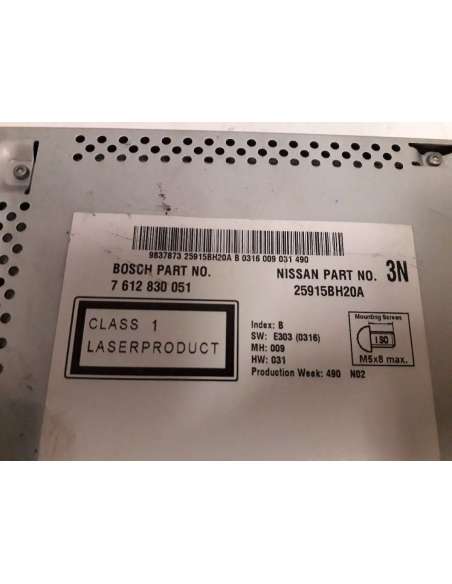 9837873 25915BH20A B 0316 009 031 490
BOSCH PART NO.
7 612 830 051
NISSAN PART NO. 3N
25915BH20A
CLASS 1
LASERPRODUCT
Index: B
SW: E303 (0316)
MH: 009
HW: 031
Production Week: 490 N02
Mounting Screws
ISO
M5x8 max.